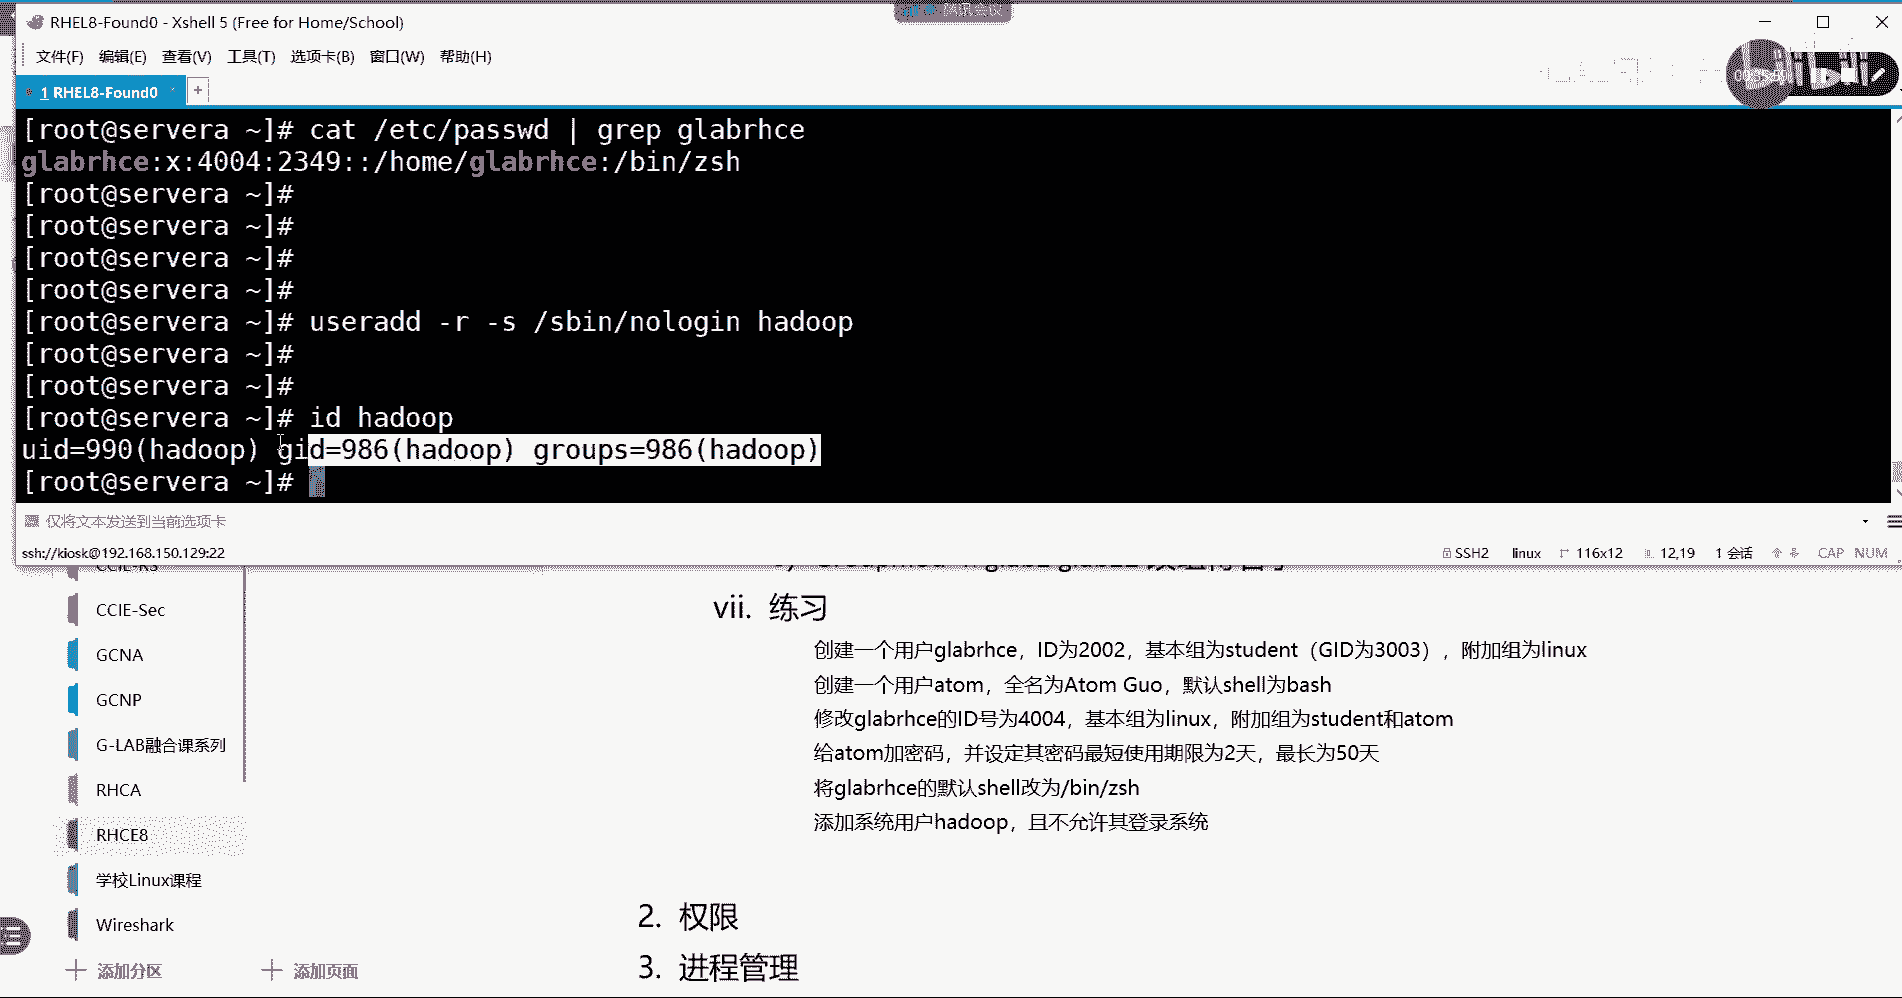 腾讯会议
RHEL8-Found0 - Xshell 5 (Free for Home/School)
文件(F) 编辑(E) 查看(V) 工具(T) 选项卡(B) 窗口(W) 帮助(H)
1 RHEL8-Found0
[root@servera ~]# cat /etc/passwd | grep glabrhce
glabrhce:x:4004:2349::/home/glabrhce:/bin/zsh
[root@servera ~]#
[root@servera ~]#
[root@servera ~]#
[root@servera ~]#
[root@servera ~]# useradd -r -s /sbin/nologin hadoop
[root@servera ~]#
[root@servera ~]#
[root@servera ~]# id hadoop
uid=990(hadoop) gid=986(hadoop) groups=986(hadoop)
[root@servera ~]#
仅将文本发送到当前选项卡
ssh://kiosk@192.168.150.129:22 SSH2 linux 116x12 12,19 1 会话 CAP NUM
CCIE-RS
CCIE-Sec
GCNA
GCNP
G-LAB融合课系列
RHCA
RHCE8
学校Linux课程
Wireshark
添加分区 添加页面
vii. 练习
创建一个用户glabrhce，ID为2002，基本组为student（GID为3003），附加组为linux
创建一个用户atom，全名为Atom Guo，默认shell为bash
修改glabrhce的ID号为4004，基本组为linux，附加组为student和atom
给atom加密码，并设定其密码最短使用期限为2天，最长为50天
将glabrhce的默认shell改为/bin/zsh
添加系统用户hadoop，且不允许其登录系统
2. 权限
3. 进程管理